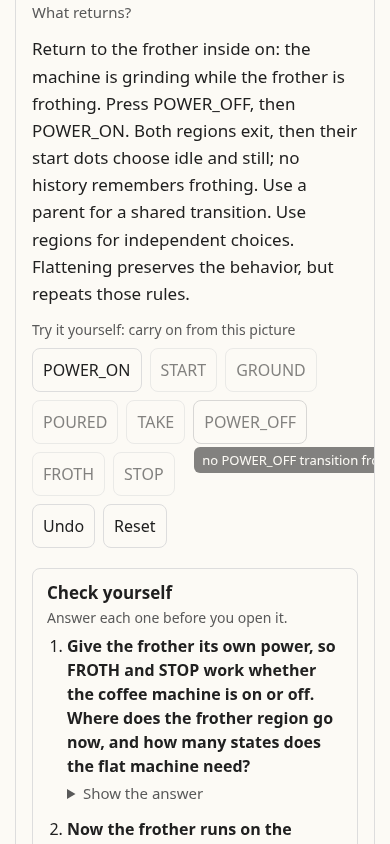 What returns?
Return to the frother inside on: the
machine is grinding while the frother is
frothing. Press POWER_OFF, then
POWER_ON. Both regions exit, then their
start dots choose idle and still; no
history remembers frothing. Use a
parent for a shared transition. Use
regions for independent choices.
Flattening preserves the behavior, but
repeats those rules.
Try it yourself: carry on from this picture
POWER_ON START GROUND
POURED TAKE POWER_OFF
no POWER_OFF transition
FROTH STOP
Undo Reset
Check yourself
Answer each one before you open it.
1. Give the frother its own power, so
FROTH and STOP work whether
the coffee machine is on or off.
Where does the frother region go
now, and how many states does
the flat machine need?
Show the answer
2. Now the frother runs on the